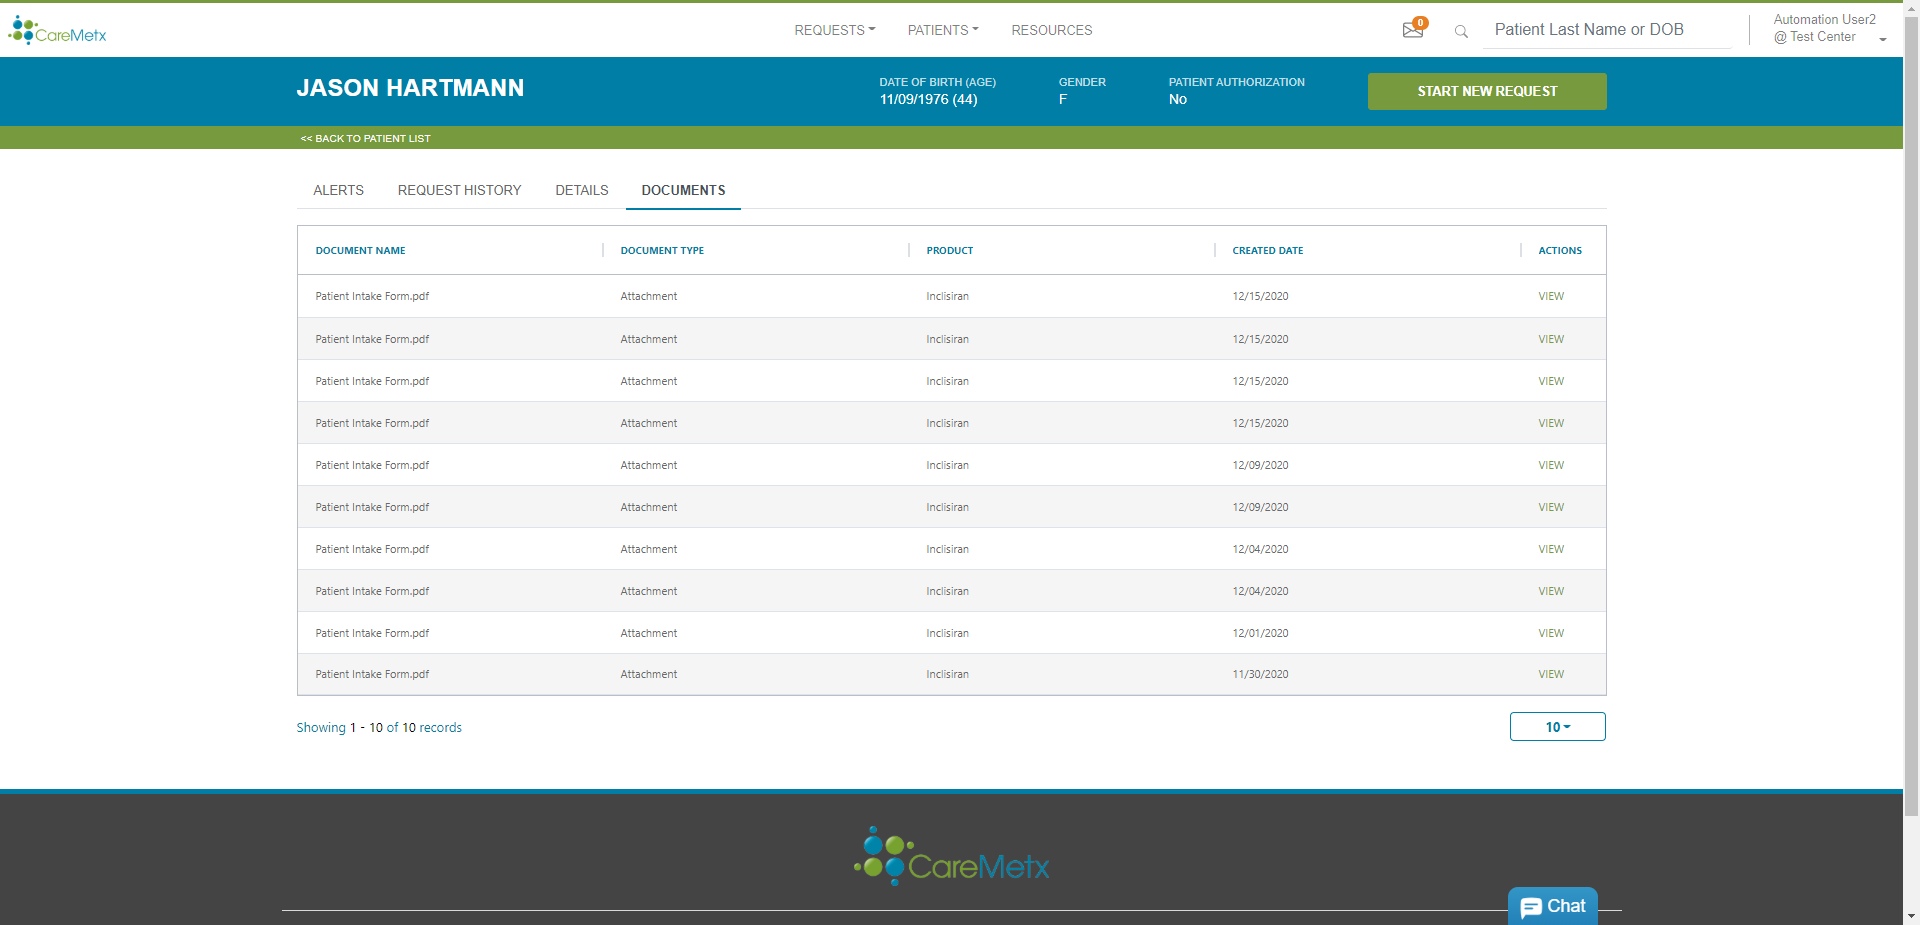 CareMetx
REQUESTS PATIENTS RESOURCES
0
Patient Last Name or DOB
Automation User2
@ Test Center
JASON HARTMANN
DATE OF BIRTH (AGE) GENDER PATIENT AUTHORIZATION
11/09/1976 (44) F No
START NEW REQUEST
<< BACK TO PATIENT LIST
ALERTS REQUEST HISTORY DETAILS DOCUMENTS
DOCUMENT NAME DOCUMENT TYPE PRODUCT CREATED DATE ACTIONS
Patient Intake Form.pdf Attachment Inclisiran 12/15/2020 VIEW
Patient Intake Form.pdf Attachment Inclisiran 12/15/2020 VIEW
Patient Intake Form.pdf Attachment Inclisiran 12/15/2020 VIEW
Patient Intake Form.pdf Attachment Inclisiran 12/15/2020 VIEW
Patient Intake Form.pdf Attachment Inclisiran 12/09/2020 VIEW
Patient Intake Form.pdf Attachment Inclisiran 12/09/2020 VIEW
Patient Intake Form.pdf Attachment Inclisiran 12/04/2020 VIEW
Patient Intake Form.pdf Attachment Inclisiran 12/04/2020 VIEW
Patient Intake Form.pdf Attachment Inclisiran 12/01/2020 VIEW
Patient Intake Form.pdf Attachment Inclisiran 11/30/2020 VIEW
Showing 1 - 10 of 10 records
10
CareMetx
Chat